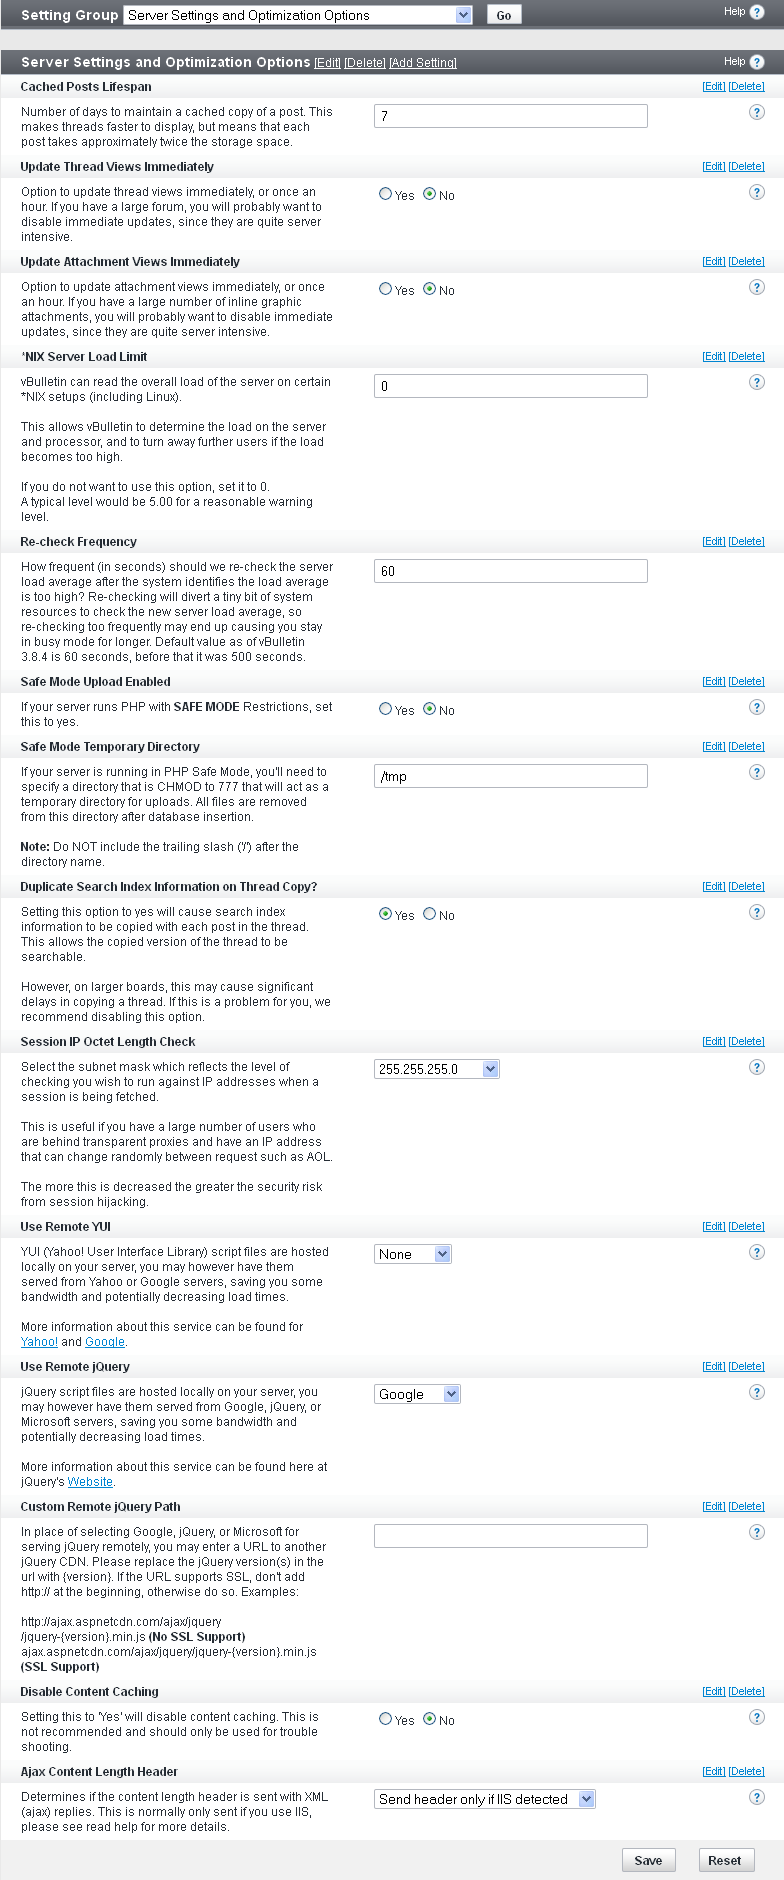 Setting Group Server Settings and Optimization Options Go Help ?
Server Settings and Optimization Options [Edit] [Delete] [Add Setting] Help ?
Cached Posts Lifespan [Edit] [Delete]
Number of days to maintain a cached copy of a post. This
makes threads faster to display, but means that each
post takes approximately twice the storage space.
7 ?
Update Thread Views Immediately [Edit] [Delete]
Option to update thread views immediately, or once an
hour. If you have a large forum, you will probably want to
disable immediate updates, since they are quite server
intensive.
Yes No ?
Update Attachment Views Immediately [Edit] [Delete]
Option to update attachment views immediately, or once
an hour. If you have a large number of inline graphic
attachments, you will probably want to disable immediate
updates, since they are quite server intensive.
Yes No ?
*NIX Server Load Limit [Edit] [Delete]
vBulletin can read the overall load of the server on certain
*NIX setups (including Linux).
This allows vBulletin to determine the load on the server
and processor, and to turn away further users if the load
becomes too high.
If you do not want to use this option, set it to 0.
A typical level would be 5.00 for a reasonable warning
level.
0 ?
Re-check Frequency [Edit] [Delete]
How frequent (in seconds) should we re-check the server
load average after the system identifies the load average
is too high? Re-checking will divert a tiny bit of system
resources to check the new server load average, so
re-checking too frequently may end up causing you stay
in busy mode for longer. Default value as of vBulletin
3.8.4 is 60 seconds, before that it was 500 seconds.
60
Safe Mode Upload Enabled [Edit] [Delete]
If your server runs PHP with SAFE MODE Restrictions, set
this to yes.
Yes No ?
Safe Mode Temporary Directory [Edit] [Delete]
If your server is running in PHP Safe Mode, you'll need to
specify a directory that is CHMOD to 777 that will act as a
temporary directory for uploads. All files are removed
from this directory after database insertion.
Note: Do NOT include the trailing slash ('/') after the
directory name.
/tmp ?
Duplicate Search Index Information on Thread Copy? [Edit] [Delete]
Setting this option to yes will cause search index
information to be copied with each post in the thread.
This allows the copied version of the thread to be
searchable.
However, on larger boards, this may cause significant
delays in copying a thread. If this is a problem for you, we
recommend disabling this option.
Yes No ?
Session IP Octet Length Check [Edit] [Delete]
Select the subnet mask which reflects the level of
checking you wish to run against IP addresses when a
session is being fetched.
This is useful if you have a large number of users who
are behind transparent proxies and have an IP address
that can change randomly between request such as AOL.
The more this is decreased the greater the security risk
from session hijacking.
255.255.255.0 ?
Use Remote YUI [Edit] [Delete]
YUI (Yahoo! User Interface Library) script files are hosted
locally on your server, you may however have them
served from Yahoo or Google servers, saving you some
bandwidth and potentially decreasing load times.
More information about this service can be found for
Yahoo! and Google.
None ?
Use Remote jQuery [Edit] [Delete]
jQuery script files are hosted locally on your server, you
may however have them served from Google, jQuery, or
Microsoft servers, saving you some bandwidth and
potentially decreasing load times.
More information about this service can be found here at
jQuery's Website.
Google ?
Custom Remote jQuery Path [Edit] [Delete]
In place of selecting Google, jQuery, or Microsoft for
serving jQuery remotely, you may enter a URL to another
jQuery CDN. Please replace the jQuery version(s) in the
url with {version}. If the URL supports SSL, don't add
http:// at the beginning, otherwise do so. Examples:
http://ajax.aspnetcdn.com/ajax/jquery
/jquery-{version}.min.js (No SSL Support)
ajax.aspnetcdn.com/ajax/jquery/jquery-{version}.min.js
(SSL Support)
?
Disable Content Caching [Edit] [Delete]
Setting this to 'Yes' will disable content caching. This is
not recommended and should only be used for trouble
shooting.
Yes No ?
Ajax Content Length Header [Edit] [Delete]
Determines if the content length header is sent with XML
(ajax) replies. This is normally only sent if you use IIS,
please see read help for more details.
Send header only if IIS detected ?
Save Reset